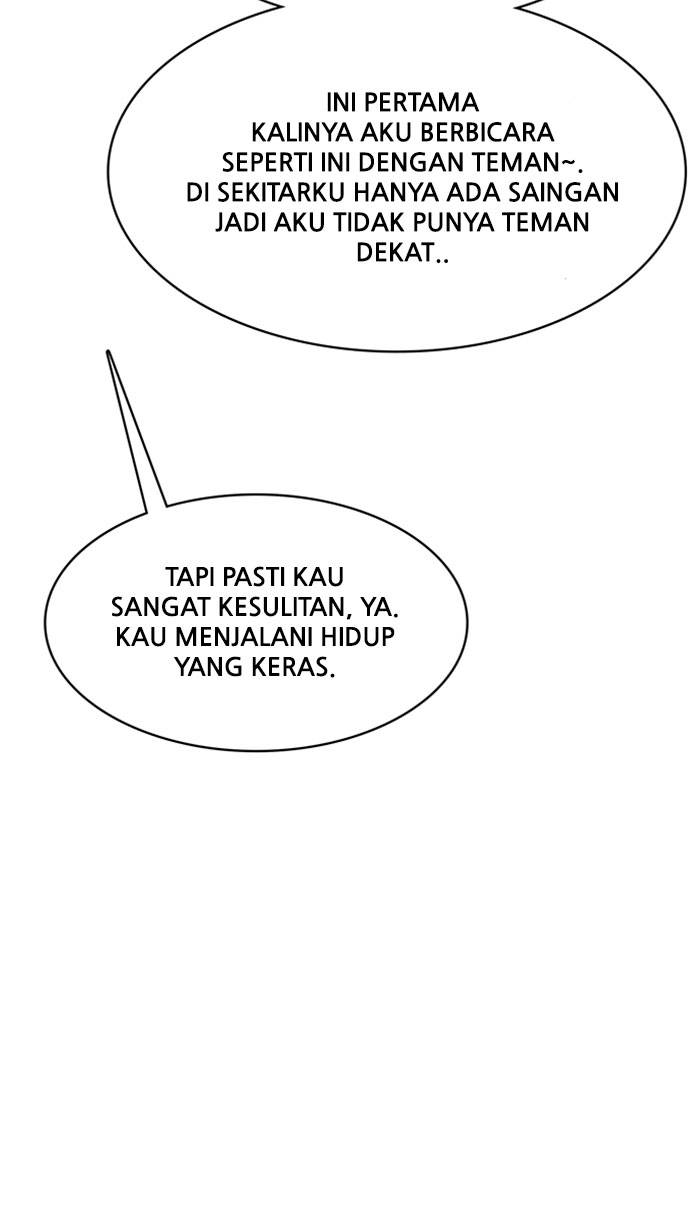 INI PERTAMA
KALINYA AKU BERBICARA
SEPERTI INI DENGAN TEMAN~.
DI SEKITARKU HANYA ADA SAINGAN
JADI AKU TIDAK PUNYA TEMAN
DEKAT..
TAPI PASTI KAU
SANGAT KESULITAN, YA.
KAU MENJALANI HIDUP
YANG KERAS.